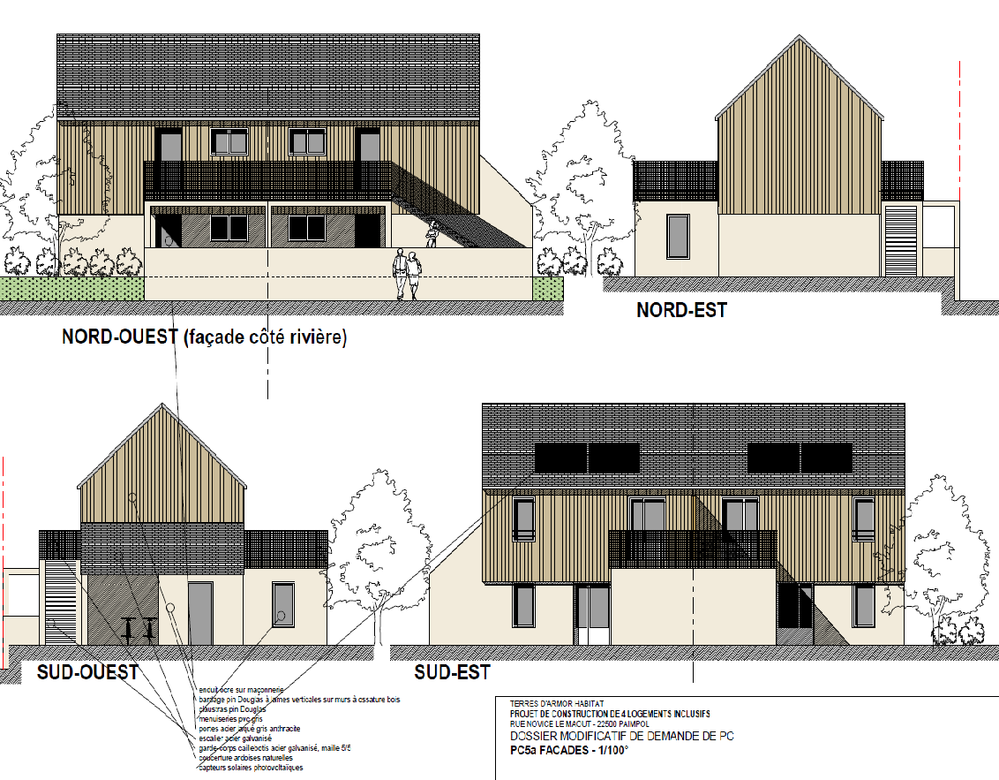 NORD-OUEST (façade côté rivière)
NORD-EST
SUD-OUEST
SUD-EST
enduit ocre sur maçonnerie
bardage pin Douglas à lames verticales sur murs à ossature bois
claustras pin Douglas
menuiseries pvc gris
portes acier laqué gris anthracite
escalier acier galvanisé
garde-corps caillebotis acier galvanisé, maille 5/5
couverture ardoises naturelles
capteurs solaires photovoltaïques
TERRES D'ARMOR HABITAT
PROJET DE CONSTRUCTION DE 4 LOGEMENTS INCLUSIFS
RUE NOVICE LE MAOUT - 22500 PAIMPOL
DOSSIER MODIFICATIF DE DEMANDE DE PC
PC5a FACADES - 1/100°